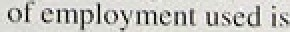 of employment used is